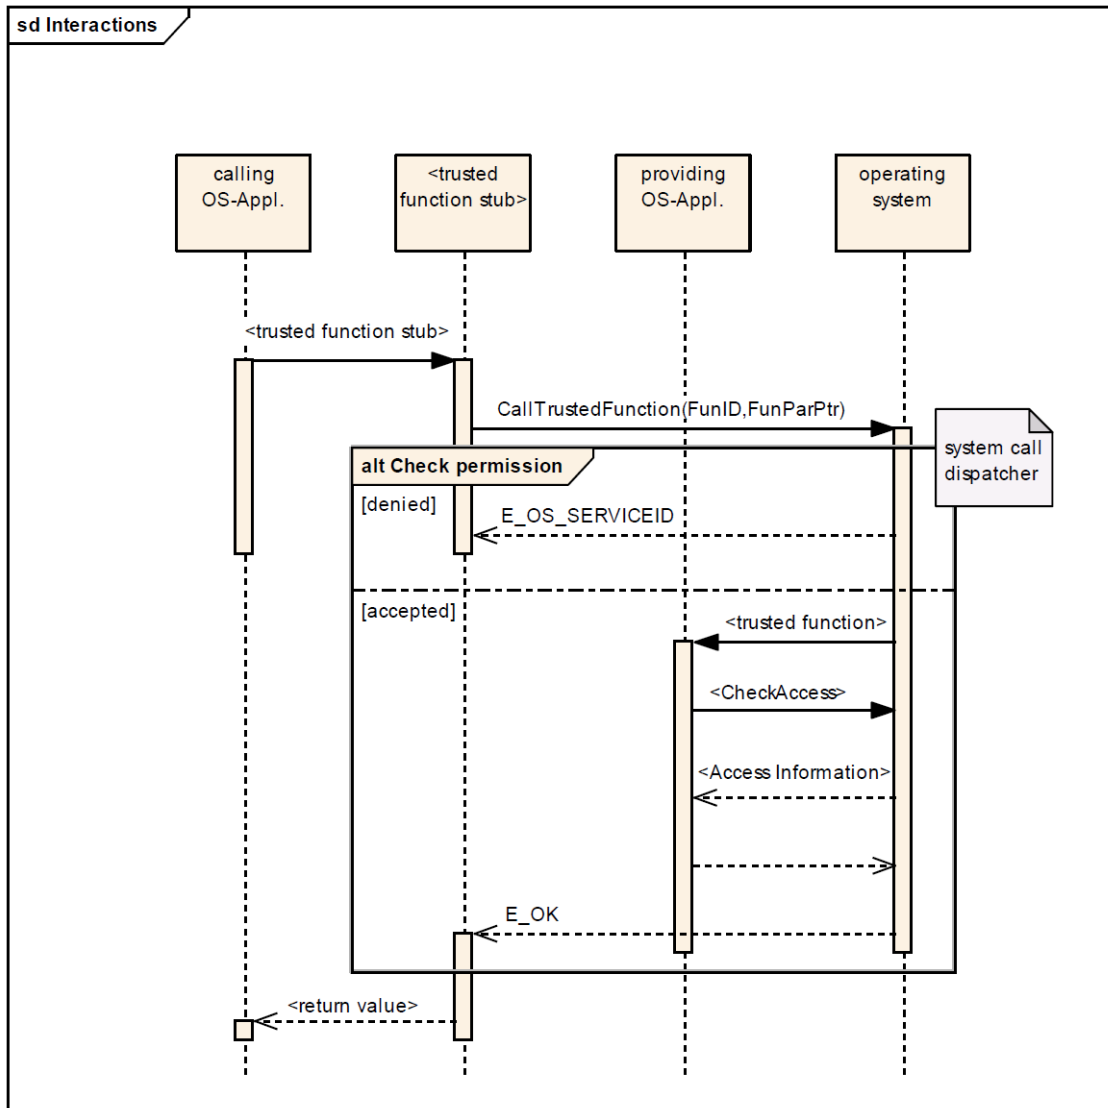 sd Interactions
calling
OS-Appl.
<trusted
function stub>
providing
OS-Appl.
operating
system
<trusted function stub>
CallTrustedFunction(FunID,FunParPtr)
system call
dispatcher
alt Check permission
[denied]
E_OS_SERVICEID
[accepted]
<trusted function>
<CheckAccess>
<Access Information>
E_OK
<return value>